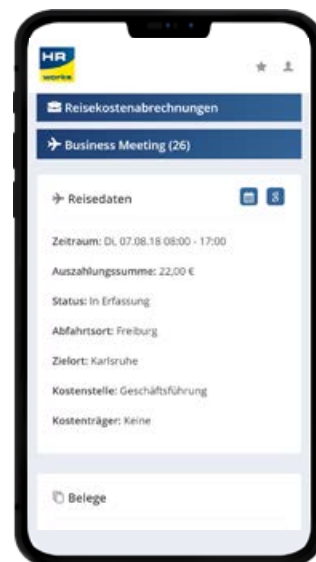 HR
works
Reisekostenabrechnungen
Business Meeting (26)
Reisedaten
8
Zeitraum: Di, 07.08.18 08:00 - 17:00
Auszahlungssumme: 22,00 €
Status: In Erfassung
Abfahrtsort: Freiburg
Zielort: Karlsruhe
Kostenstelle: Geschäftsführung
Kostenträger: Keine
Belege